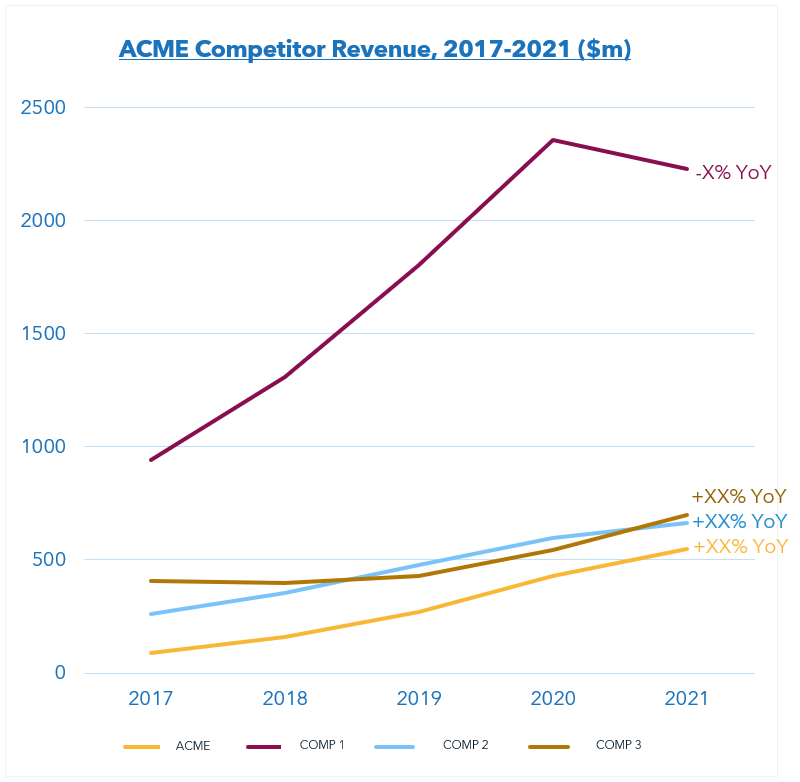 ACME Competitor Revenue, 2017-2021 ($m)
2500
2000
1500
1000
500
0
-X% YoY
+XX% YoY
+XX% YoY
+XX% YoY
2017 2018 2019 2020 2021
ACME COMP 1 COMP 2 COMP 3